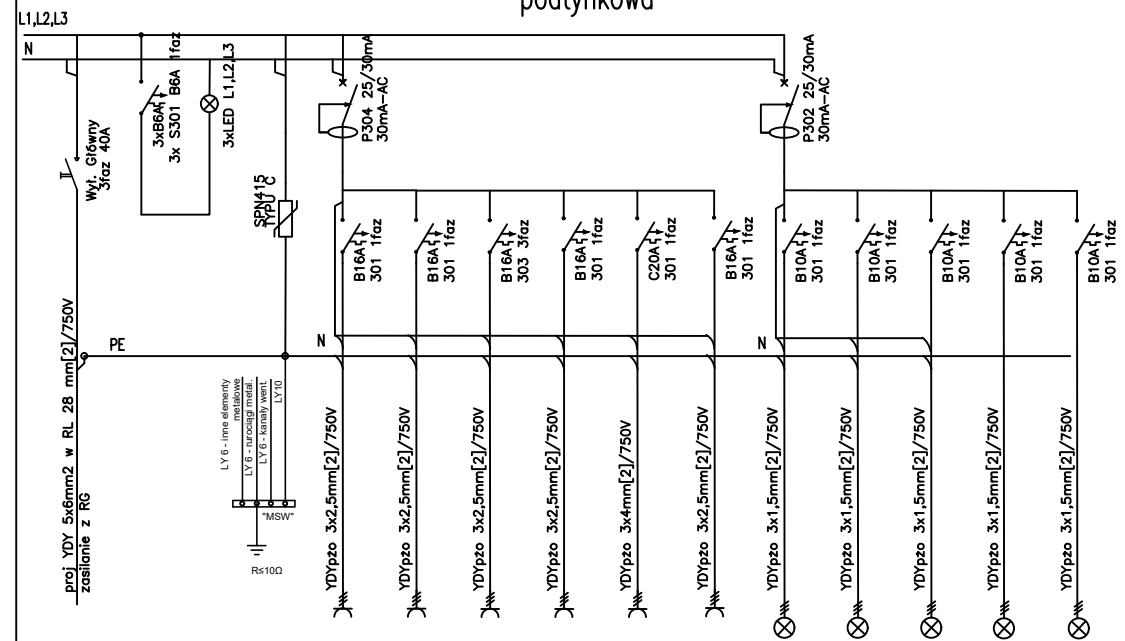 podtynkowa
L1,L2,L3
N
Wył. Główny
3faz 40A
3xB6A
3x S301 B6A 1faz
3xLED L1,L2,L3
SPN415
TYPU C
P304 25/30mA
30mA-AC
P302 25/30mA
30mA-AC
B16A 1faz
301
B16A 1faz
301
B16A 3faz
303
B16A 1faz
301
C20A 1faz
301
B16A 1faz
301
B10A 1faz
301
B10A 1faz
301
B10A 1faz
301
B10A 1faz
301
B10A 1faz
301
PE
N
N
proj YDY 5x6mm2 w RL 28 mm[2]/750V
zasilanie z RG
LY 6 - inne elementy
metalowe
LY 6 - rurociągi metal.
LY 6 - kanały went.
LY10
"MSW"
R≤10Ω
YDYpżo 3x2,5mm[2]/750V
YDYpżo 3x2,5mm[2]/750V
YDYpżo 3x2,5mm[2]/750V
YDYpżo 3x2,5mm[2]/750V
YDYpżo 3x4mm[2]/750V
YDYpżo 3x2,5mm[2]/750V
YDYpżo 3x1,5mm[2]/750V
YDYpżo 3x1,5mm[2]/750V
YDYpżo 3x1,5mm[2]/750V
YDYpżo 3x1,5mm[2]/750V
YDYpżo 3x1,5mm[2]/750V